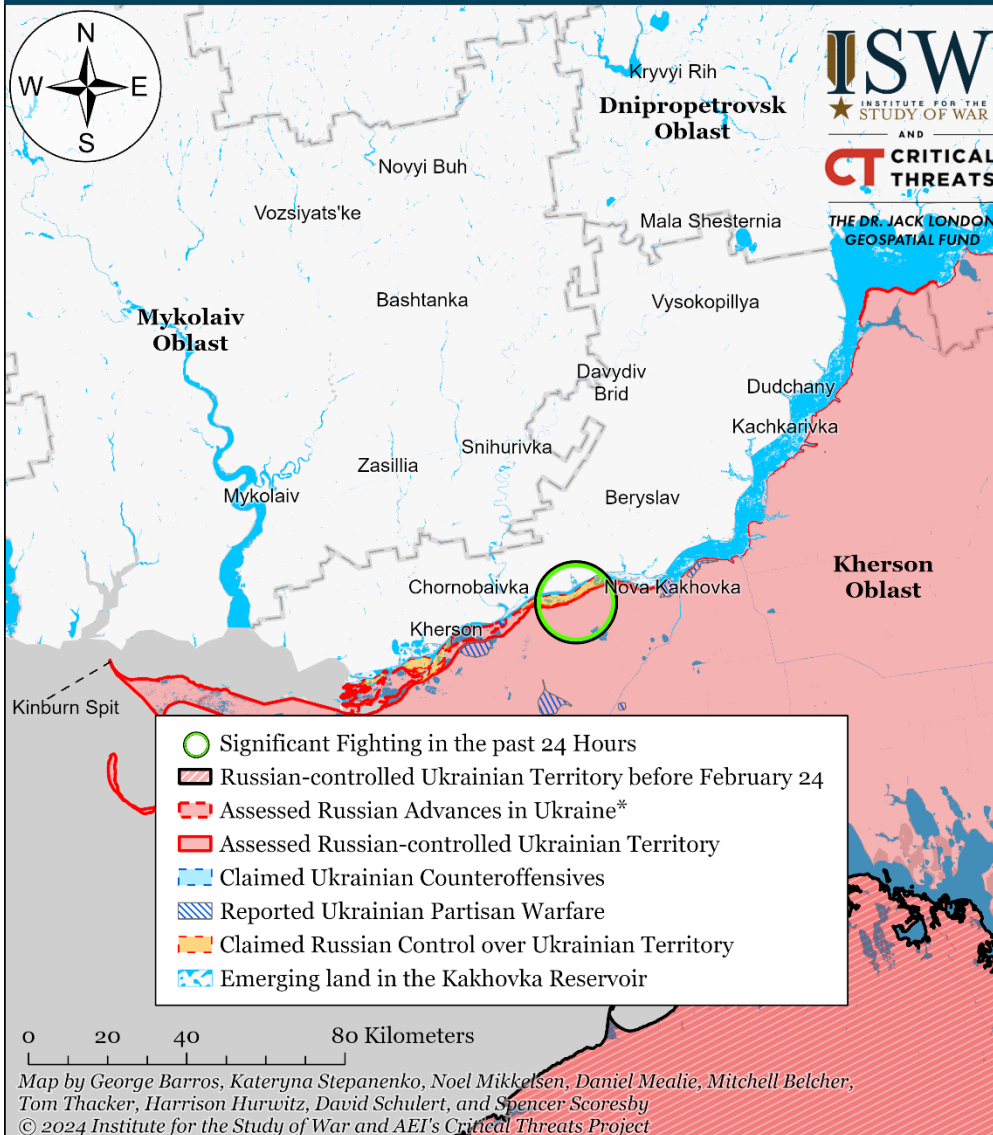 N
W E
S
ISW
INSTITUTE FOR THE
STUDY OF WAR
AND
CT CRITICAL
THREATS
THE DR. JACK LONDON
GEOSPATIAL FUND
Kryvyi Rih
Dnipropetrovsk
Oblast
Novyi Buh
Vozsiyats'ke
Mala Shesternia
Bashtanka
Vysokopillya
Mykolaiv
Oblast
Davydiv
Brid
Dudchany
Kachkarivka
Snihurivka
Zasillia
Mykolaiv
Beryslav
Kherson
Oblast
Chornobaivka
Nova Kakhovka
Kherson
Kinburn Spit
Significant Fighting in the past 24 Hours
Russian-controlled Ukrainian Territory before February 24
Assessed Russian Advances in Ukraine*
Assessed Russian-controlled Ukrainian Territory
Claimed Ukrainian Counteroffensives
Reported Ukrainian Partisan Warfare
Claimed Russian Control over Ukrainian Territory
Emerging land in the Kakhovka Reservoir
0 20 40 80 Kilometers
Map by George Barros, Kateryna Stepanenko, Noel Mikkelsen, Daniel Mealie, Mitchell Belcher,
Tom Thacker, Harrison Hurwitz, David Schulert, and Spencer Scoresby
© 2024 Institute for the Study of War and AEI's Critical Threats Project